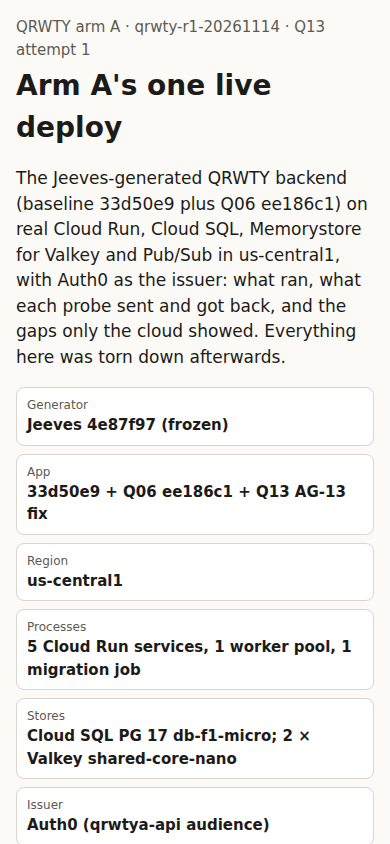 QRWTY arm A · qrwty-r1-20261114 · Q13
attempt 1
Arm A's one live
deploy
The Jeeves-generated QRWTY backend
(baseline 33d50e9 plus Q06 ee186c1) on
real Cloud Run, Cloud SQL, Memorystore
for Valkey and Pub/Sub in us-central1,
with Auth0 as the issuer: what ran, what
each probe sent and got back, and the
gaps only the cloud showed. Everything
here was torn down afterwards.
Generator
Jeeves 4e87f97 (frozen)
App
33d50e9 + Q06 ee186c1 + Q13 AG-13
fix
Region
us-central1
Processes
5 Cloud Run services, 1 worker pool, 1
migration job
Stores
Cloud SQL PG 17 db-f1-micro; 2 ×
Valkey shared-core-nano
Issuer
Auth0 (qrwtya-api audience)